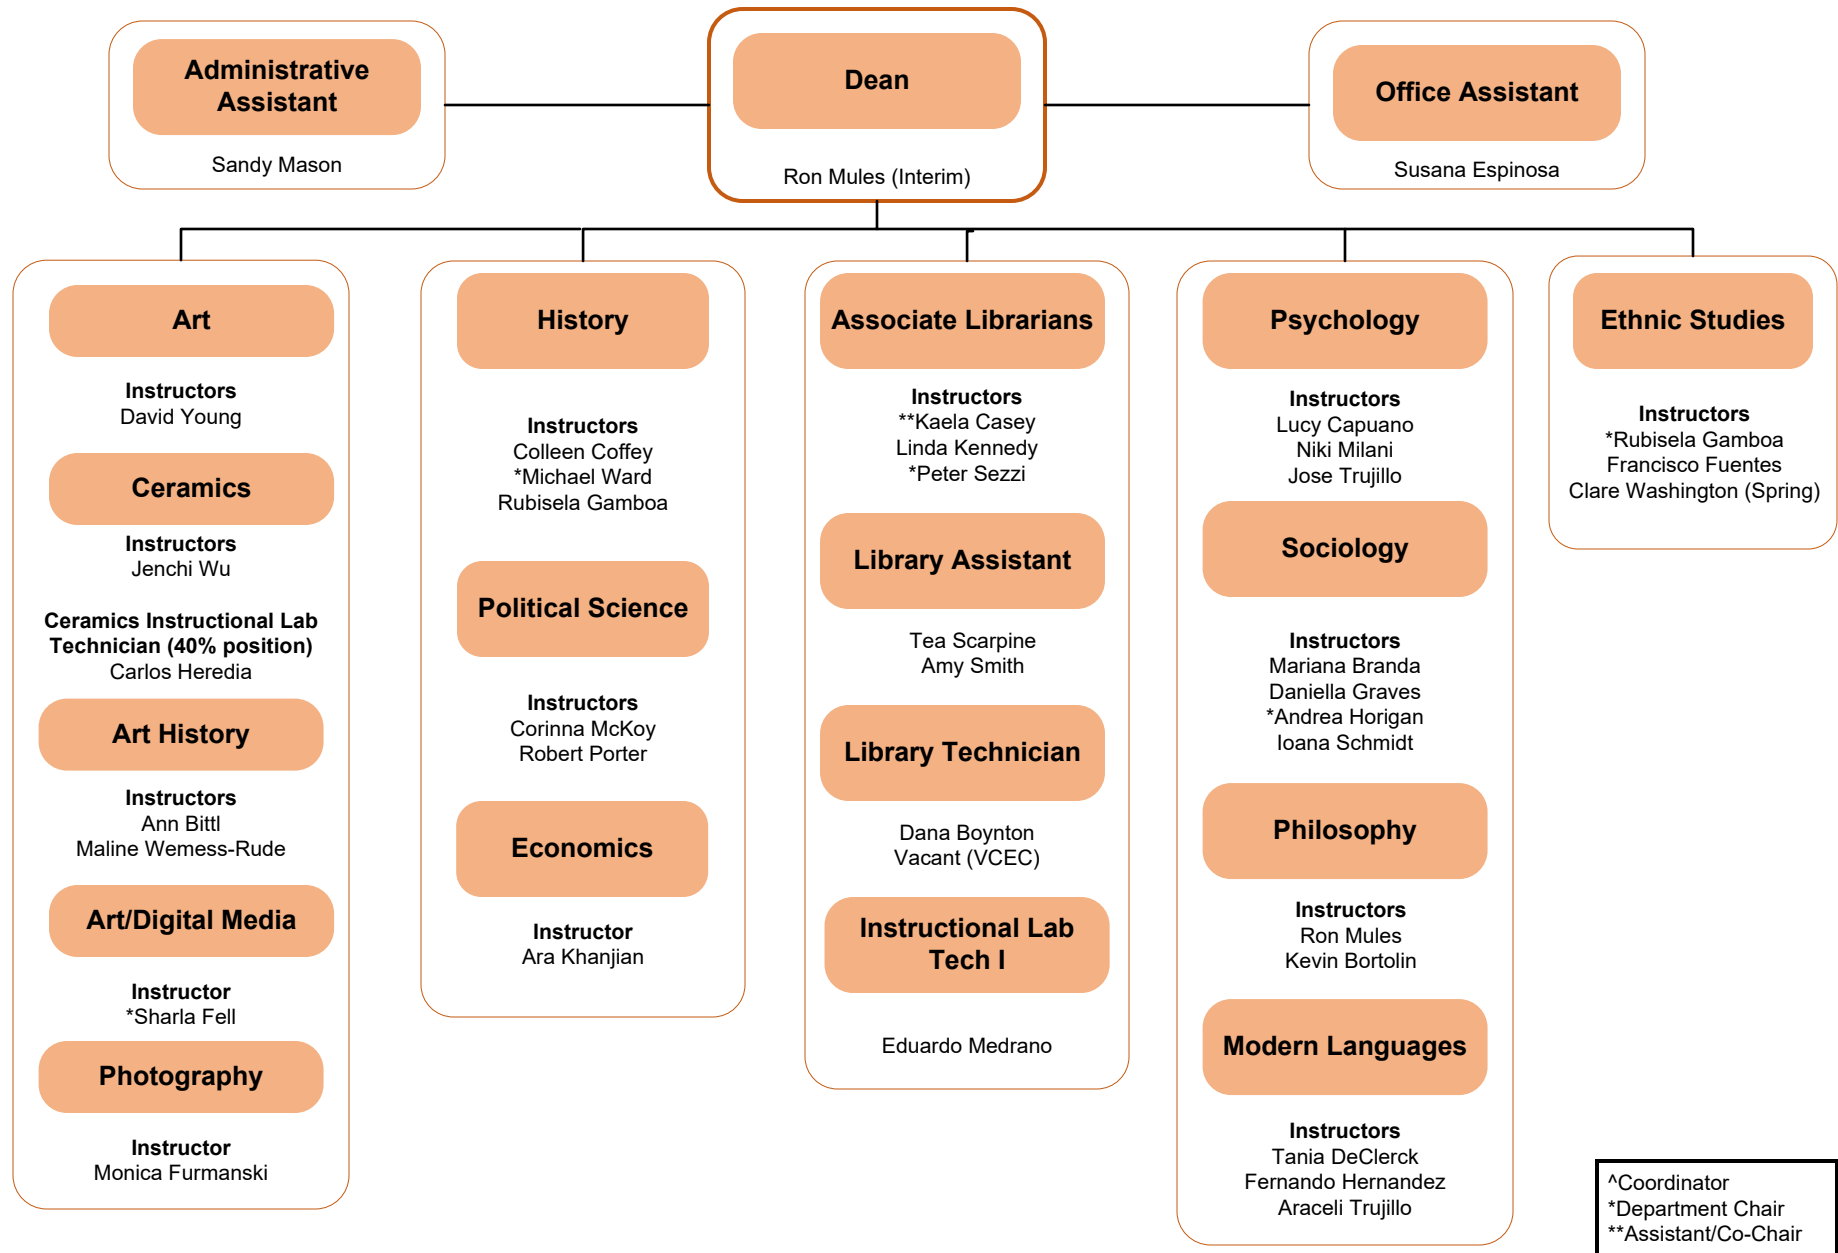 Administrative
Assistant
Sandy Mason
Dean
Ron Mules (Interim)
Office Assistant
Susana Espinosa
Art
Instructors
David Young
Ceramics
Instructors
Jenchi Wu
Ceramics Instructional Lab
Technician (40% position)
Carlos Heredia
Art History
Instructors
Ann Bittl
Maline Wemess-Rude
Art/Digital Media
Instructor
*Sharla Fell
Photography
Instructor
Monica Furmanski
History
Instructors
Colleen Coffey
*Michael Ward
Rubisela Gamboa
Political Science
Instructors
Corinna McKoy
Robert Porter
Economics
Instructor
Ara Khanjian
Associate Librarians
Instructors
**Kaela Casey
Linda Kennedy
*Peter Sezzi
Library Assistant
Tea Scarpine
Amy Smith
Library Technician
Dana Boynton
Vacant (VCEC)
Instructional Lab
Tech I
Eduardo Medrano
Psychology
Instructors
Lucy Capuano
Niki Milani
Jose Trujillo
Sociology
Instructors
Mariana Branda
Daniella Graves
*Andrea Horigan
Ioana Schmidt
Philosophy
Instructors
Ron Mules
Kevin Bortolin
Modern Languages
Instructors
Tania DeClerck
Fernando Hernandez
Araceli Trujillo
Ethnic Studies
Instructors
*Rubisela Gamboa
Francisco Fuentes
Clare Washington (Spring)
^Coordinator
*Department Chair
**Assistant/Co-Chair